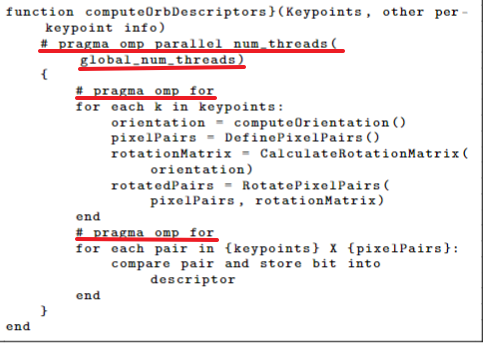 function computeOrbDescriptors}(Keypoints, other per-
keypoint info)
# pragma omp parallel num_threads(
global_num_threads)
{
# pragma omp for
for each k in keypoints:
orientation = computeOrientation()
pixelPairs = DefinePixelPairs()
rotationMatrix = CalculateRotationMatrix(
orientation)
rotatedPairs = RotatePixelPairs(
pixelPairs, rotationMatrix)
end
# pragma omp for
for each pair in {keypoints} X {pixelPairs}:
compare pair and store bit into
descriptor
end
}
end